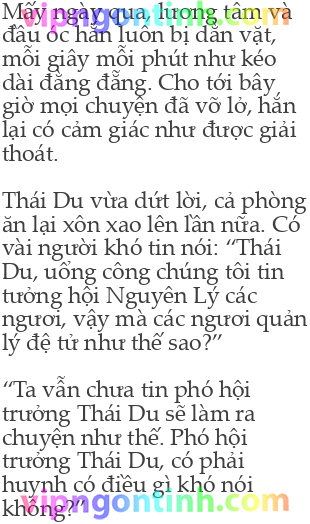 Mấy ngày qua, lương tâm và
đầu óc hắn luôn bị dằn vặt,
mỗi giây mỗi phút như kéo
dài đằng đẵng. Cho tới bây
giờ mọi chuyện đã vỡ lở, hắn
lại có cảm giác như được giải
thoát.
Thái Du vừa dứt lời, cả phòng
ăn lại xôn xao lên lần nữa. Có
vài người khó tin nói: “Thái
Du, uổng công chúng tôi tin
tưởng hội Nguyên Lý các
ngươi, vậy mà các ngươi quản
lý đệ tử như thế sao?”
“Ta vẫn chưa tin phó hội
trưởng Thái Du sẽ làm ra
chuyện như thế. Phó hội
trưởng Thái Du, có phải
huynh có điều gì khó nói
không?”
vipngontinh.com
vipngontinh.com